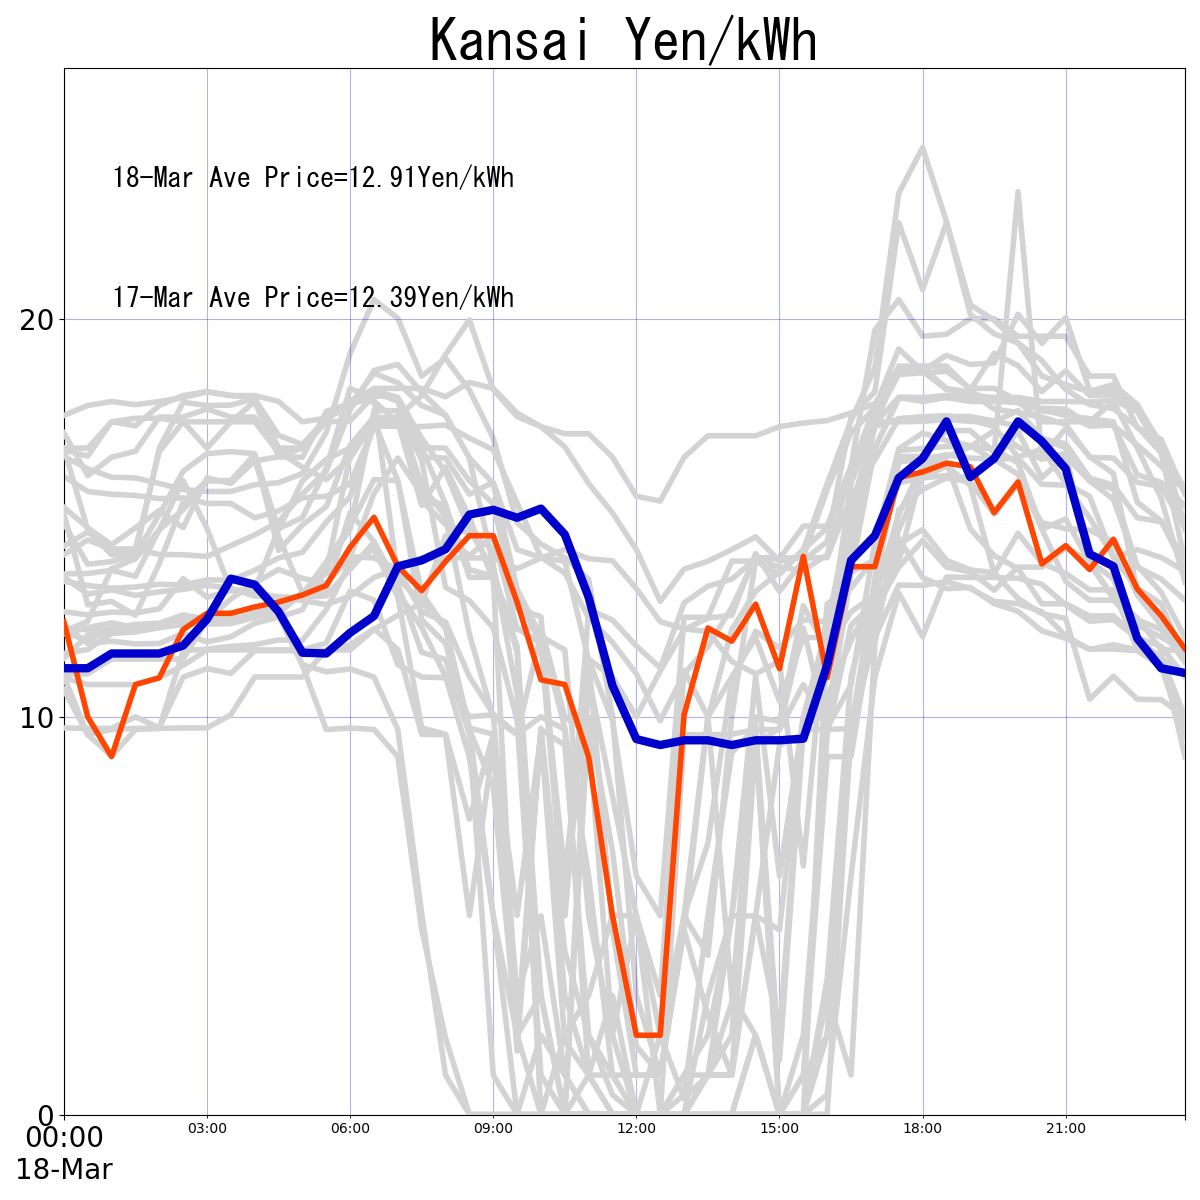 Kansai Yen/kWh
18-Mar Ave Price=12.91Yen/kWh
17-Mar Ave Price=12.39Yen/kWh
20
10
0
00:00 03:00 06:00 09:00 12:00 15:00 18:00 21:00
18-Mar